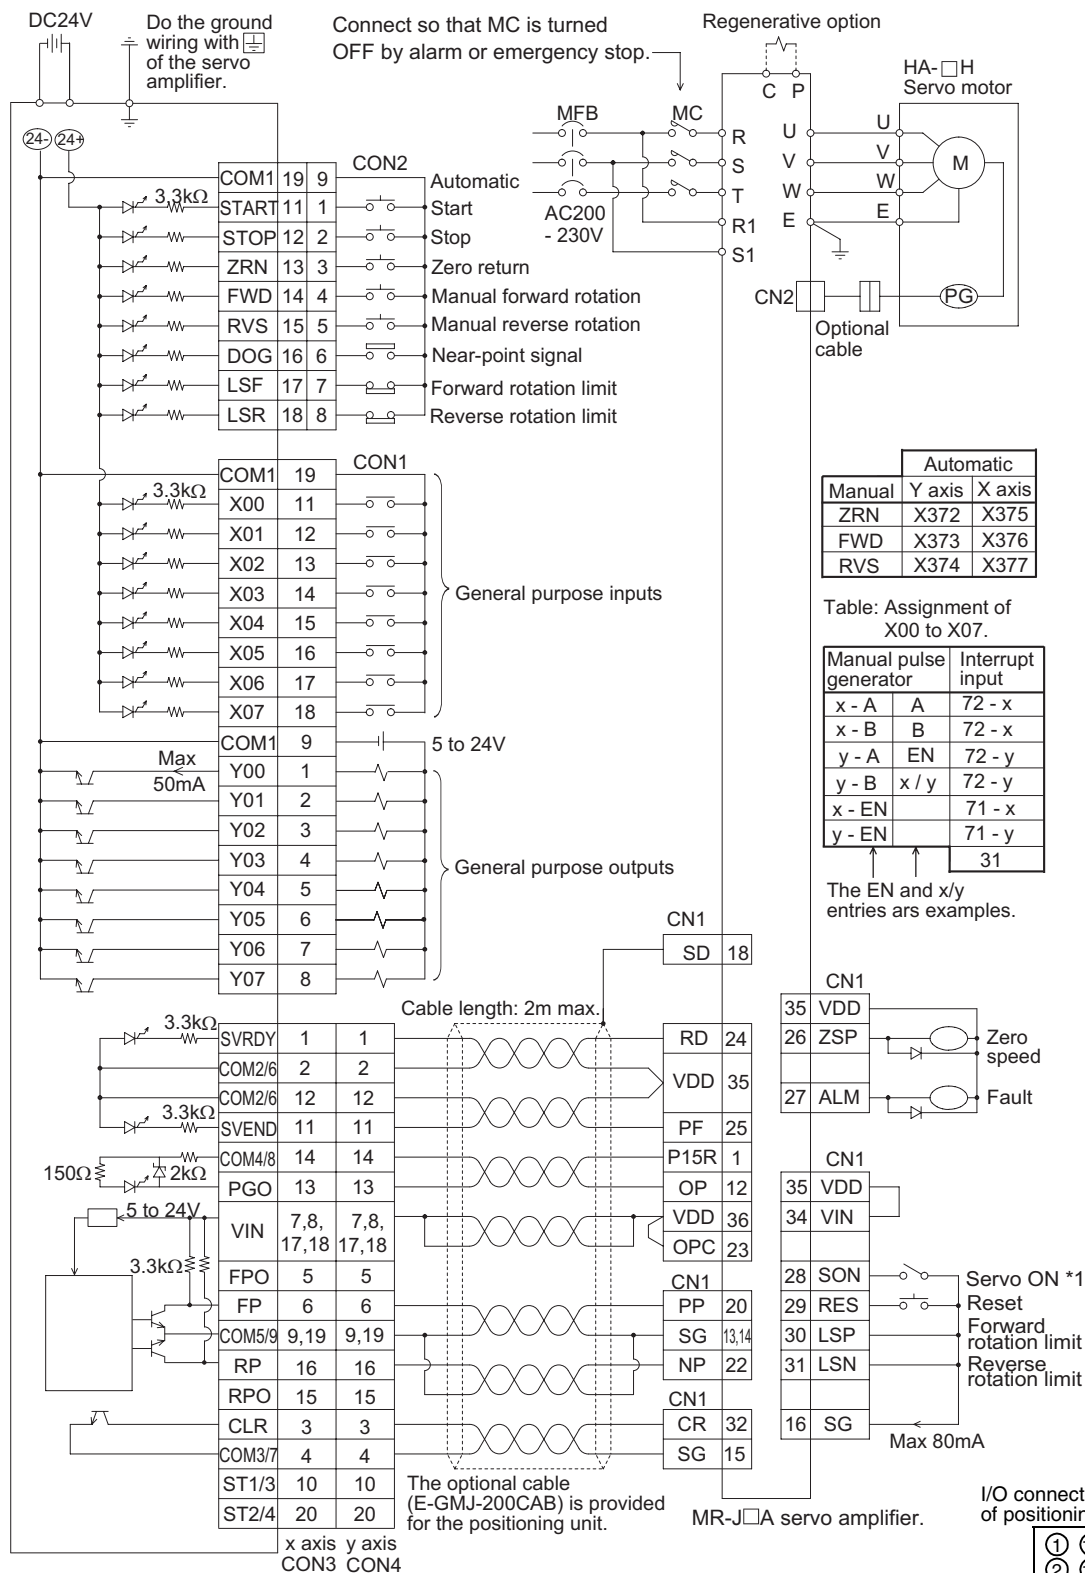 DC24V
Do the ground
wiring with
of the servo
amplifier.
Connect so that MC is turned
OFF by alarm or emergency stop.
Regenerative option
C P
HA-□H
Servo motor
MFB
MC
R
S
T
R1
S1
AC200
- 230V
U
V
W
E
U
V
W
E
M
CN2
PG
Optional
cable
24-
24+
CON2
COM1 19 9
Automatic
3.3kΩ
START 11 1 Start
STOP 12 2 Stop
ZRN 13 3 Zero return
FWD 14 4 Manual forward rotation
RVS 15 5 Manual reverse rotation
DOG 16 6 Near-point signal
LSF 17 7 Forward rotation limit
LSR 18 8 Reverse rotation limit
CON1
COM1 19
3.3kΩ
X00 11
X01 12
X02 13
X03 14
X04 15
X05 16
X06 17
X07 18
General purpose inputs
COM1 9 5 to 24V
Max
50mA
Y00 1
Y01 2
Y02 3
Y03 4
Y04 5
Y05 6
Y06 7
Y07 8
General purpose outputs
Automatic
Manual Y axis X axis
ZRN X372 X375
FWD X373 X376
RVS X374 X377
Table: Assignment of
X00 to X07.
Manual pulse
generator
Interrupt
input
x - A A 72 - x
x - B B 72 - x
y - A EN 72 - y
y - B x / y 72 - y
x - EN 71 - x
y - EN 71 - y
31
The EN and x/y
entries ars examples.
CN1
SD 18
Cable length: 2m max.
3.3kΩ
SVRDY 1 1
COM2/6 2 2
COM2/6 12 12
3.3kΩ
SVEND 11 11
COM4/8 14 14
150Ω
2kΩ
PGO 13 13
5 to 24V
VIN 7,8, 7,8,
17,18 17,18
3.3kΩ
FPO 5 5
FP 6 6
COM5/9 9,19 9,19
RP 16 16
RPO 15 15
CLR 3 3
COM3/7 4 4
ST1/3 10 10
ST2/4 20 20
x axis y axis
CON3 CON4
RD 24
VDD 35
PF 25
P15R 1
OP 12
VDD 36
OPC 23
CN1
PP 20
SG 13,14
NP 22
CN1
CR 32
SG 15
The optional cable
(E-GMJ-200CAB) is provided
for the positioning unit.
MR-J□A servo amplifier.
CN1
35 VDD
26 ZSP
Zero
speed
27 ALM Fault
CN1
35 VDD
34 VIN
28 SON Servo ON *1
29 RES Reset
30 LSP Forward
rotation limit
31 LSN Reverse
rotation limit
16 SG
Max 80mA
I/O connect
of positionin
①
②